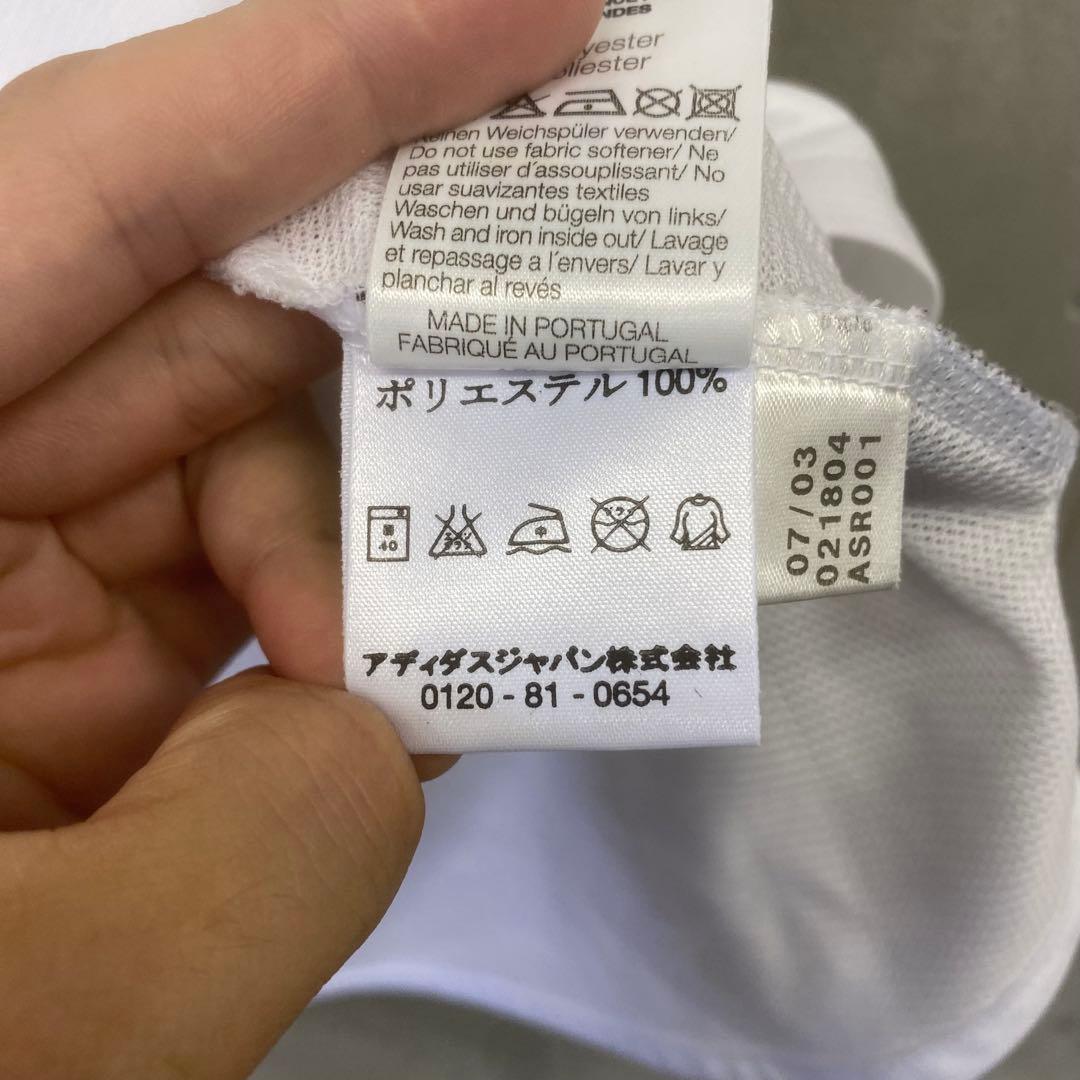 NDES
yester
liester
Keinen Weichspüler verwenden/
Do not use fabric softener/ Ne
pas utiliser d´assouplissant/ No
usar suavizantes textiles
Waschen und bügeln von links/
Wash and iron inside out/ Lavage
et repassage a l´envers/ Lavar y
planchar al revés
MADE IN PORTUGAL
FABRIQUÉ AU PORTUGAL
ポリエステル 100%
40
中
アディダスジャパン株式会社
0120 - 81 - 0654
07/03
021804
ASR001